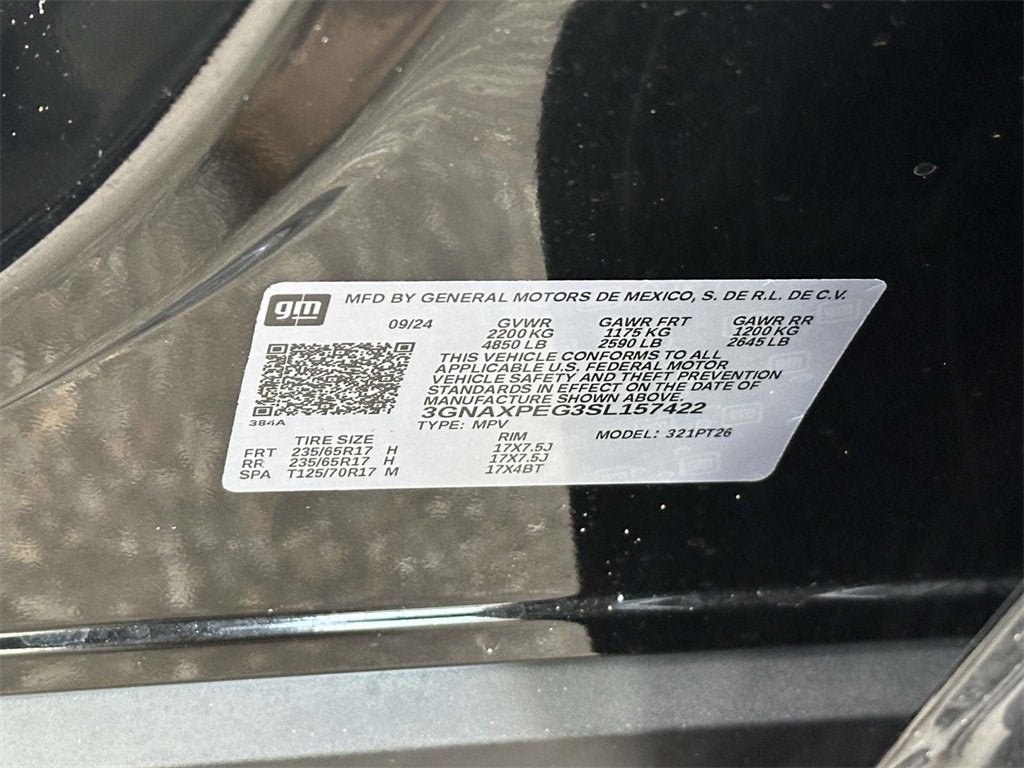 gm MFD BY GENERAL MOTORS DE MEXICO, S. DE R.L. DE C.V.
09/24 GVWR GAWR FRT GAWR RR
2200 KG 1175 KG 1200 KG
4850 LB 2590 LB 2645 LB
THIS VEHICLE CONFORMS TO ALL
APPLICABLE U.S. FEDERAL MOTOR
VEHICLE SAFETY AND THEFT PREVENTION
STANDARDS IN EFFECT ON THE DATE OF
MANUFACTURE SHOWN ABOVE.
3GNAXPEG3SL157422
384A
TYPE: MPV MODEL: 321PT26
TIRE SIZE RIM
FRT 235/65R17 H 17X7.5J
RR 235/65R17 H 17X7.5J
SPA T125/70R17 M 17X4BT